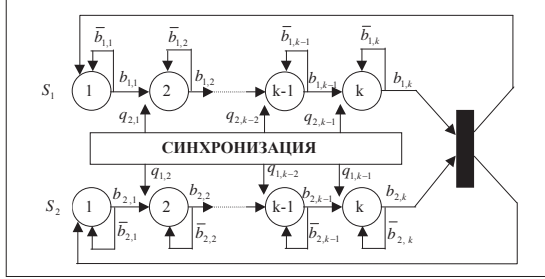 b̅₁,₁ b̅₁,₂ b̅₁,ₖ₋₁ b̅₁,ₖ
S₁ 1 b₁,₁ 2 b₁,₂ k-1 b₁,ₖ₋₁ k b₁,ₖ
q₂,₁ q₂,ₖ₋₂ q₂,ₖ₋₁
СИНХРОНИЗАЦИЯ
q₁,₂ q₁,ₖ₋₂ q₁,ₖ₋₁
S₂ 1 b₂,₁ 2 b₂,₂ k-1 b₂,ₖ₋₁ k b₂,ₖ
b̅₂,₁ b̅₂,₂ b̅₂,ₖ₋₁ b̅₂,ₖ